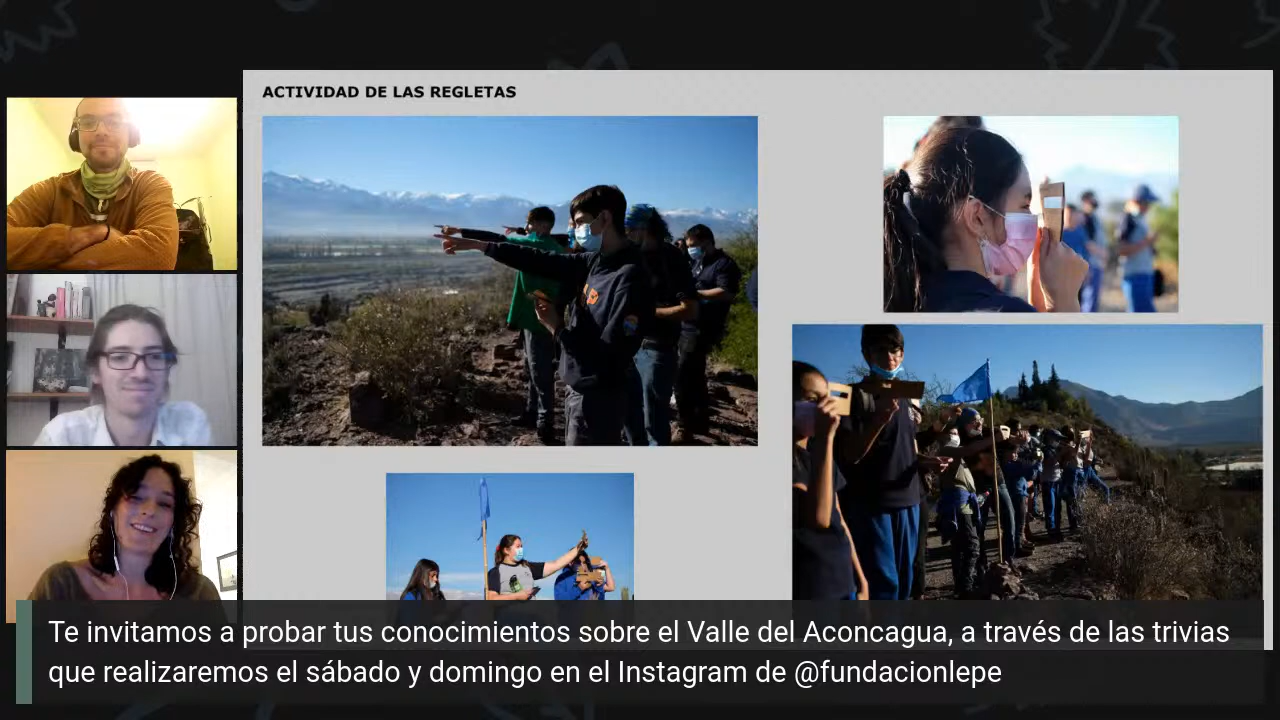 ACTIVIDAD DE LAS REGLETAS
Te invitamos a probar tus conocimientos sobre el Valle del Aconcagua, a través de las trivias
que realizaremos el sábado y domingo en el Instagram de @fundacionlepe